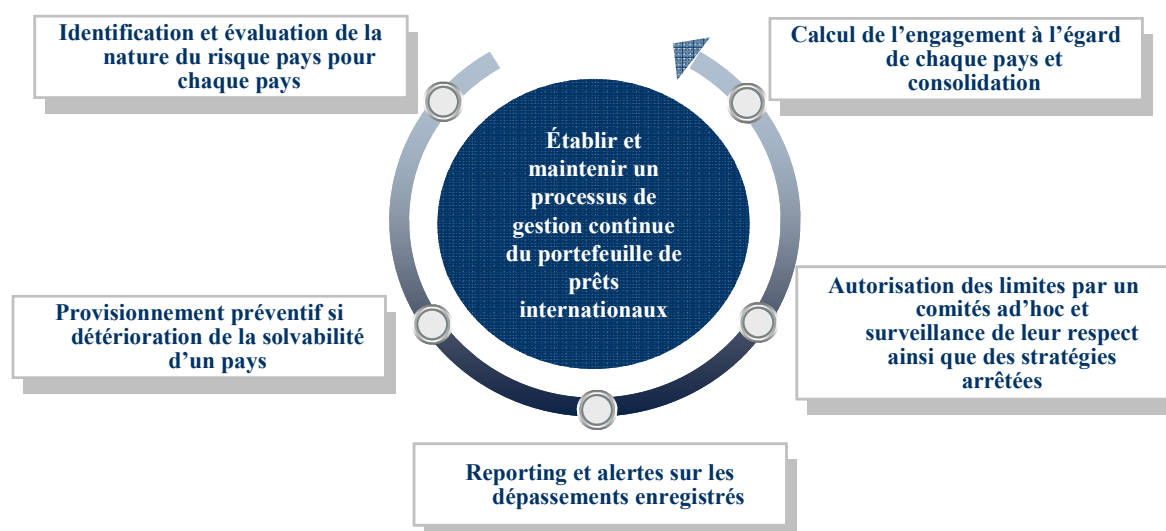 Identification et évaluation de la
nature du risque pays pour
chaque pays
Calcul de l'engagement à l'égard
de chaque pays et
consolidation
Établir et
maintenir un
processus de
gestion continue
du portefeuille de
prêts
internationaux
Provisionnement préventif si
détérioration de la solvabilité
d'un pays
Autorisation des limites par un
comités ad'hoc et
surveillance de leur respect
ainsi que des stratégies
arrêtées
Reporting et alertes sur les
dépassements enregistrés